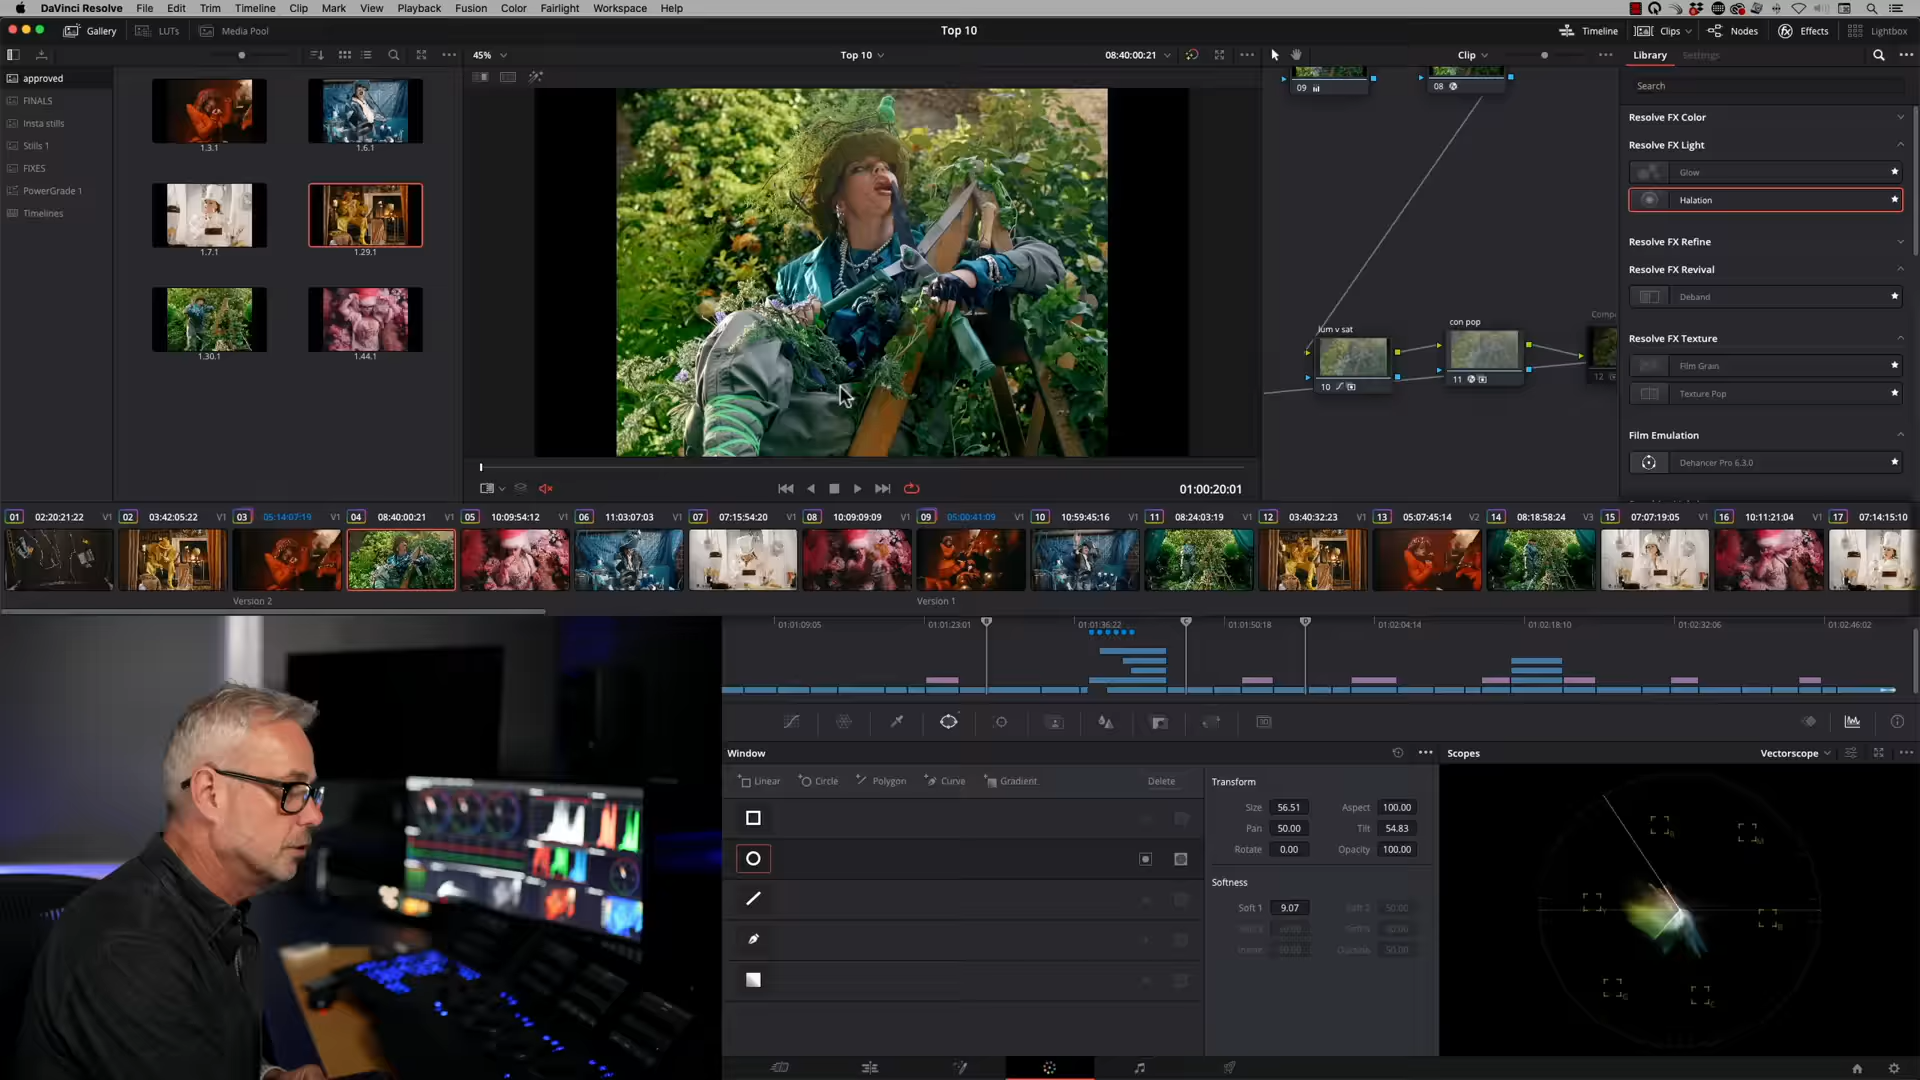 DaVinci Resolve File Edit Trim Timeline Clip Mark View Playback Fusion Color Fairlight Workspace Help
Gallery LUTs Media Pool Top 10 Timeline Clips Nodes Effects Lightbox
45% Top 10 08:40:00:21 Clip Library Settings
approved
FINALS
Insta stills
Stills 1
FIXES
PowerGrade 1
Timelines
1.3.1 1.6.1
1.7.1 1.29.1
1.30.1 1.44.1
01:00:20:01
09 08
lum v sat con pop
10 11 12
Search
Resolve FX Color
Resolve FX Light
Glow
Halation
Resolve FX Refine
Resolve FX Revival
Deband
Resolve FX Texture
Film Grain
Texture Pop
Film Emulation
Dehancer Pro 6.3.0
01 02:20:21:22 V1 02 03:42:05:22 V1 03 05:14:07:19 V1 04 08:40:00:21 V1 05 10:09:54:12 V1 06 11:03:07:03 V1 07 07:15:54:20 V1 08 10:09:09:09 V1 09 05:00:41:09 V1 10 10:59:45:16 V1 11 08:24:03:19 V1 12 03:40:32:23 V1 13 05:07:45:14 V2 14 08:18:58:24 V3 15 07:07:19:05 V1 16 10:11:21:04 V1 17 07:14:15:10
Version 2 Version 1
01:01:09:05 01:01:23:01 01:01:36:22 01:01:50:18 01:02:04:14 01:02:18:10 01:02:32:06 01:02:46:02
Window
Linear Circle Polygon Curve Gradient Delete
Transform
Size 56.51 Aspect 100.00
Pan 50.00 Tilt 54.83
Rotate 0.00 Opacity 100.00
Softness
Soft 1 9.07 Soft 2 50.00
Scopes Vectorscope